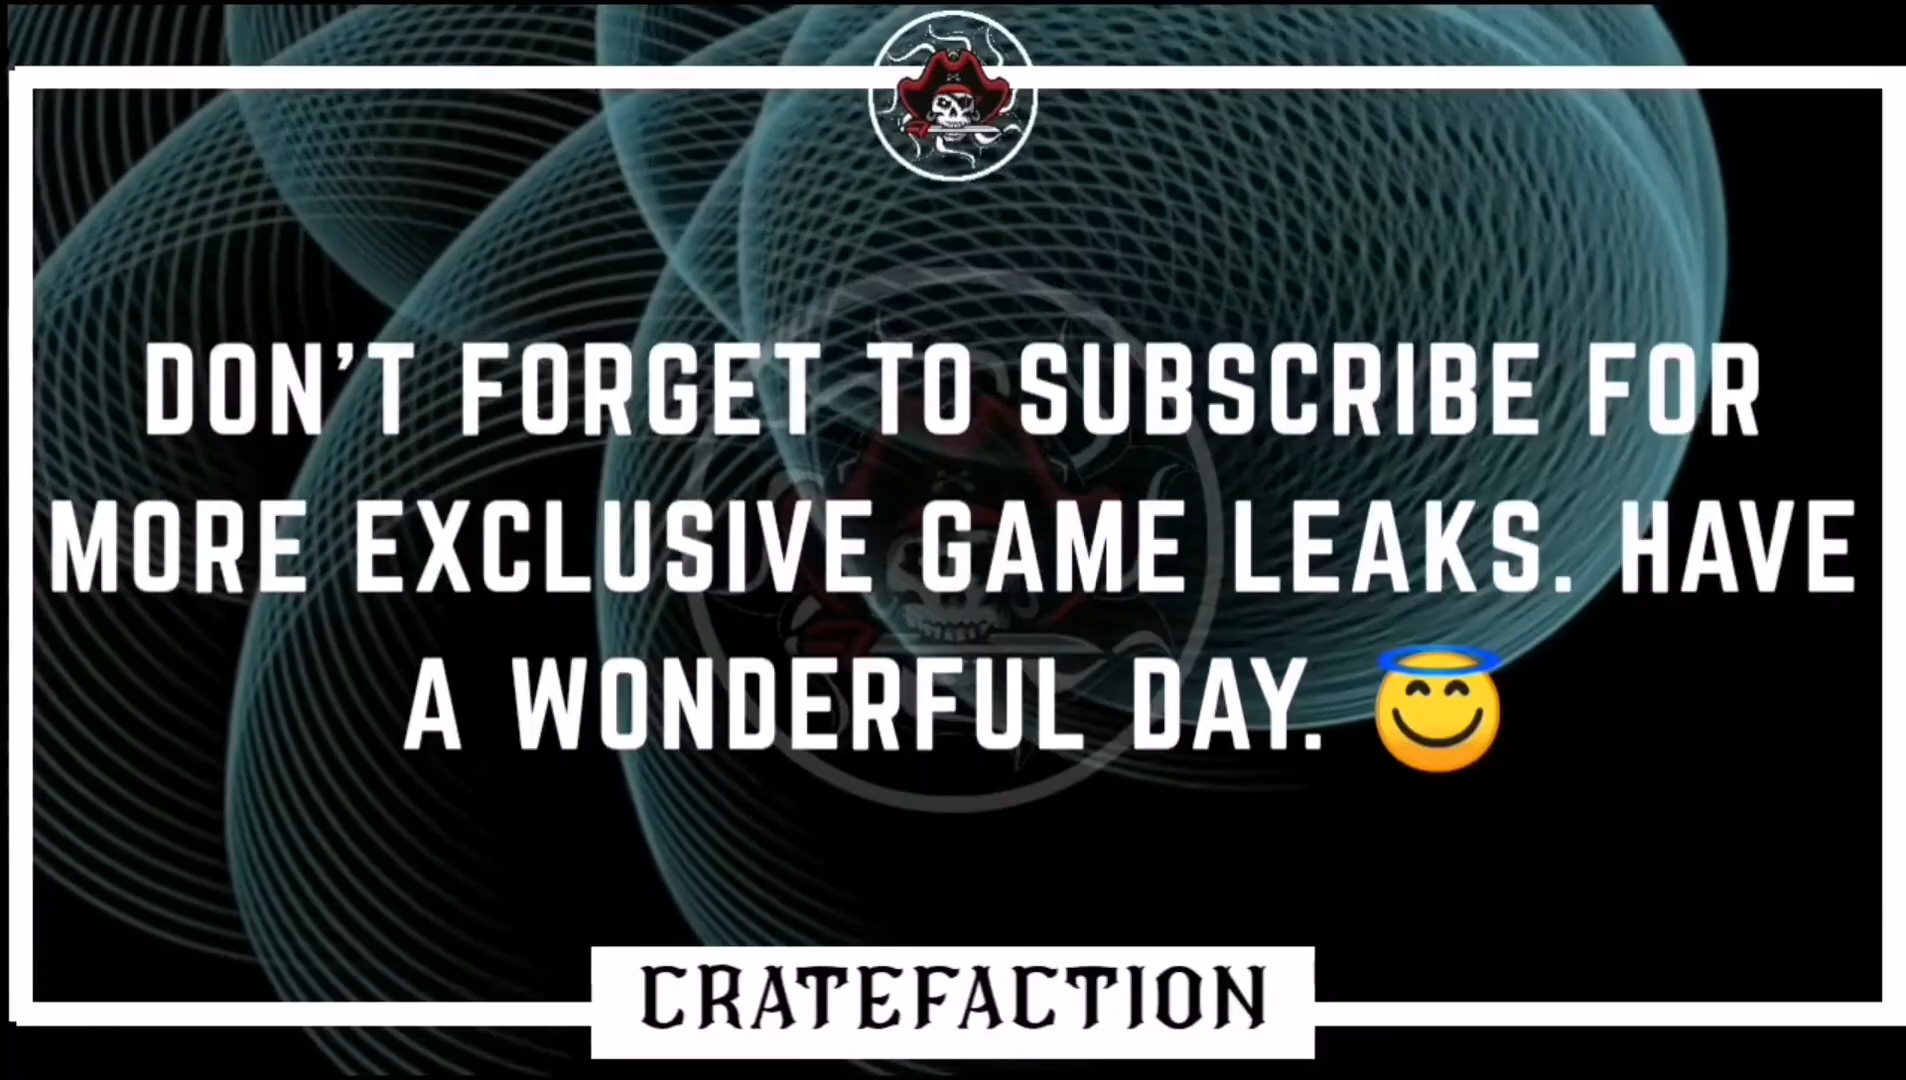 DON'T FORGET TO SUBSCRIBE FOR
MORE EXCLUSIVE GAME LEAKS. HAVE
A WONDERFUL DAY. 😇
CRATEFACTION